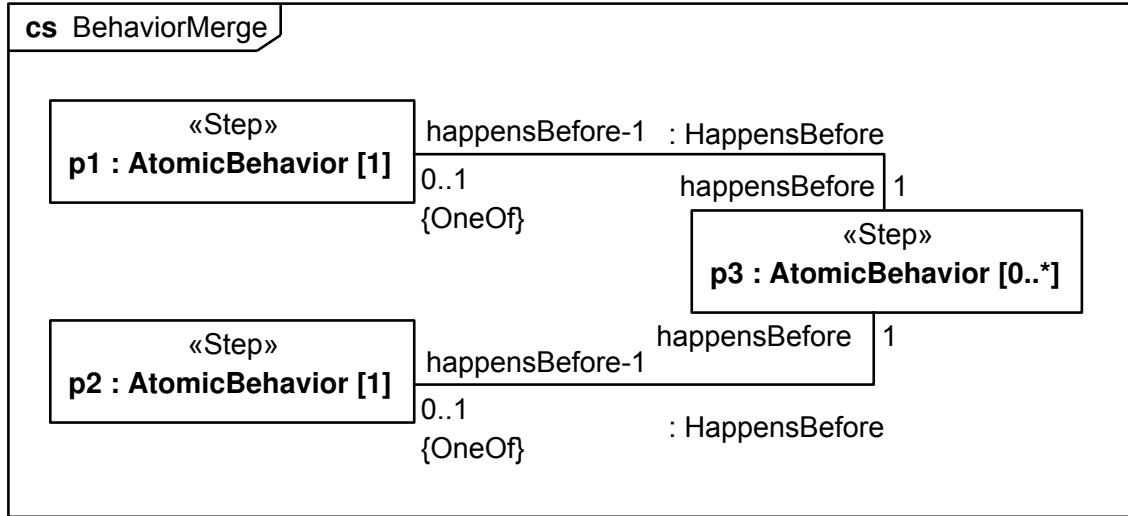 cs BehaviorMerge
«Step»
p1 : AtomicBehavior [1]
happensBefore-1 : HappensBefore
0..1
{OneOf}
happensBefore 1
«Step»
p3 : AtomicBehavior [0..*]
«Step»
p2 : AtomicBehavior [1]
happensBefore 1
happensBefore-1
0..1
{OneOf}
: HappensBefore